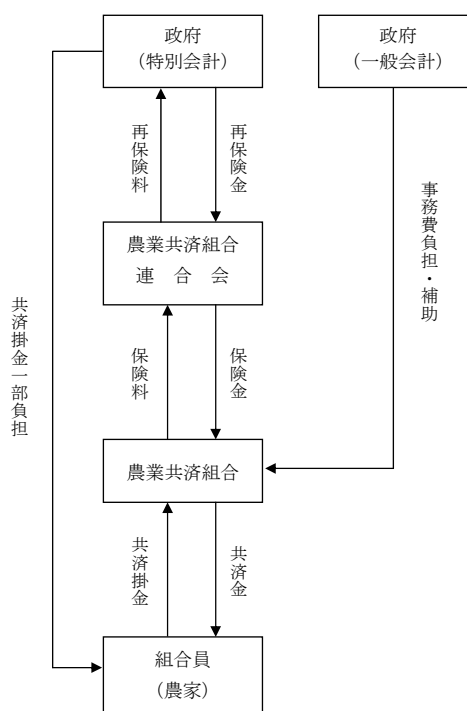 政府
（特別会計）
政府
（一般会計）
再保険料
再保険金
事務費負担・補助
農業共済組合
連　合　会
共済掛金一部負担
保険料
保険金
農業共済組合
共済掛金
共済金
組合員
（農家）